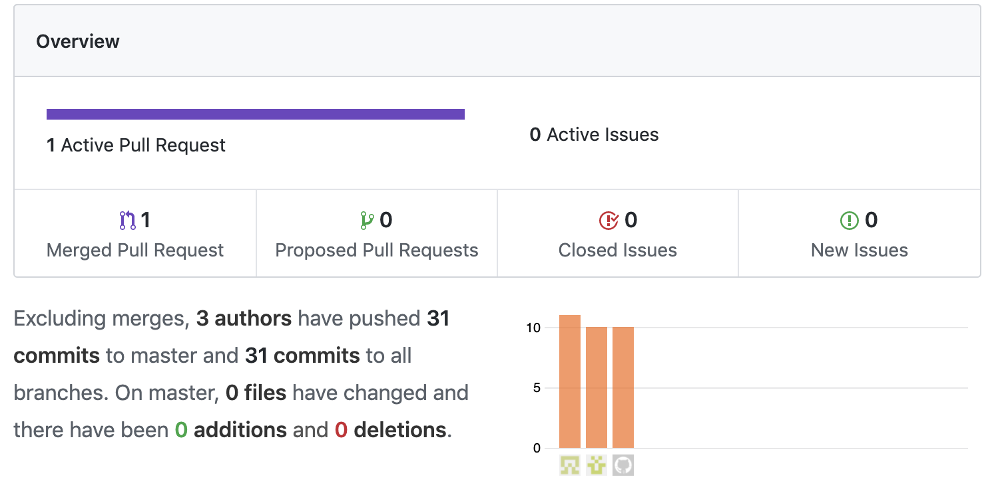 Overview
1 Active Pull Request
0 Active Issues
1
Merged Pull Request
0
Proposed Pull Requests
0
Closed Issues
0
New Issues
Excluding merges, 3 authors have pushed 31
commits to master and 31 commits to all
branches. On master, 0 files have changed and
there have been 0 additions and 0 deletions.
10
5
0